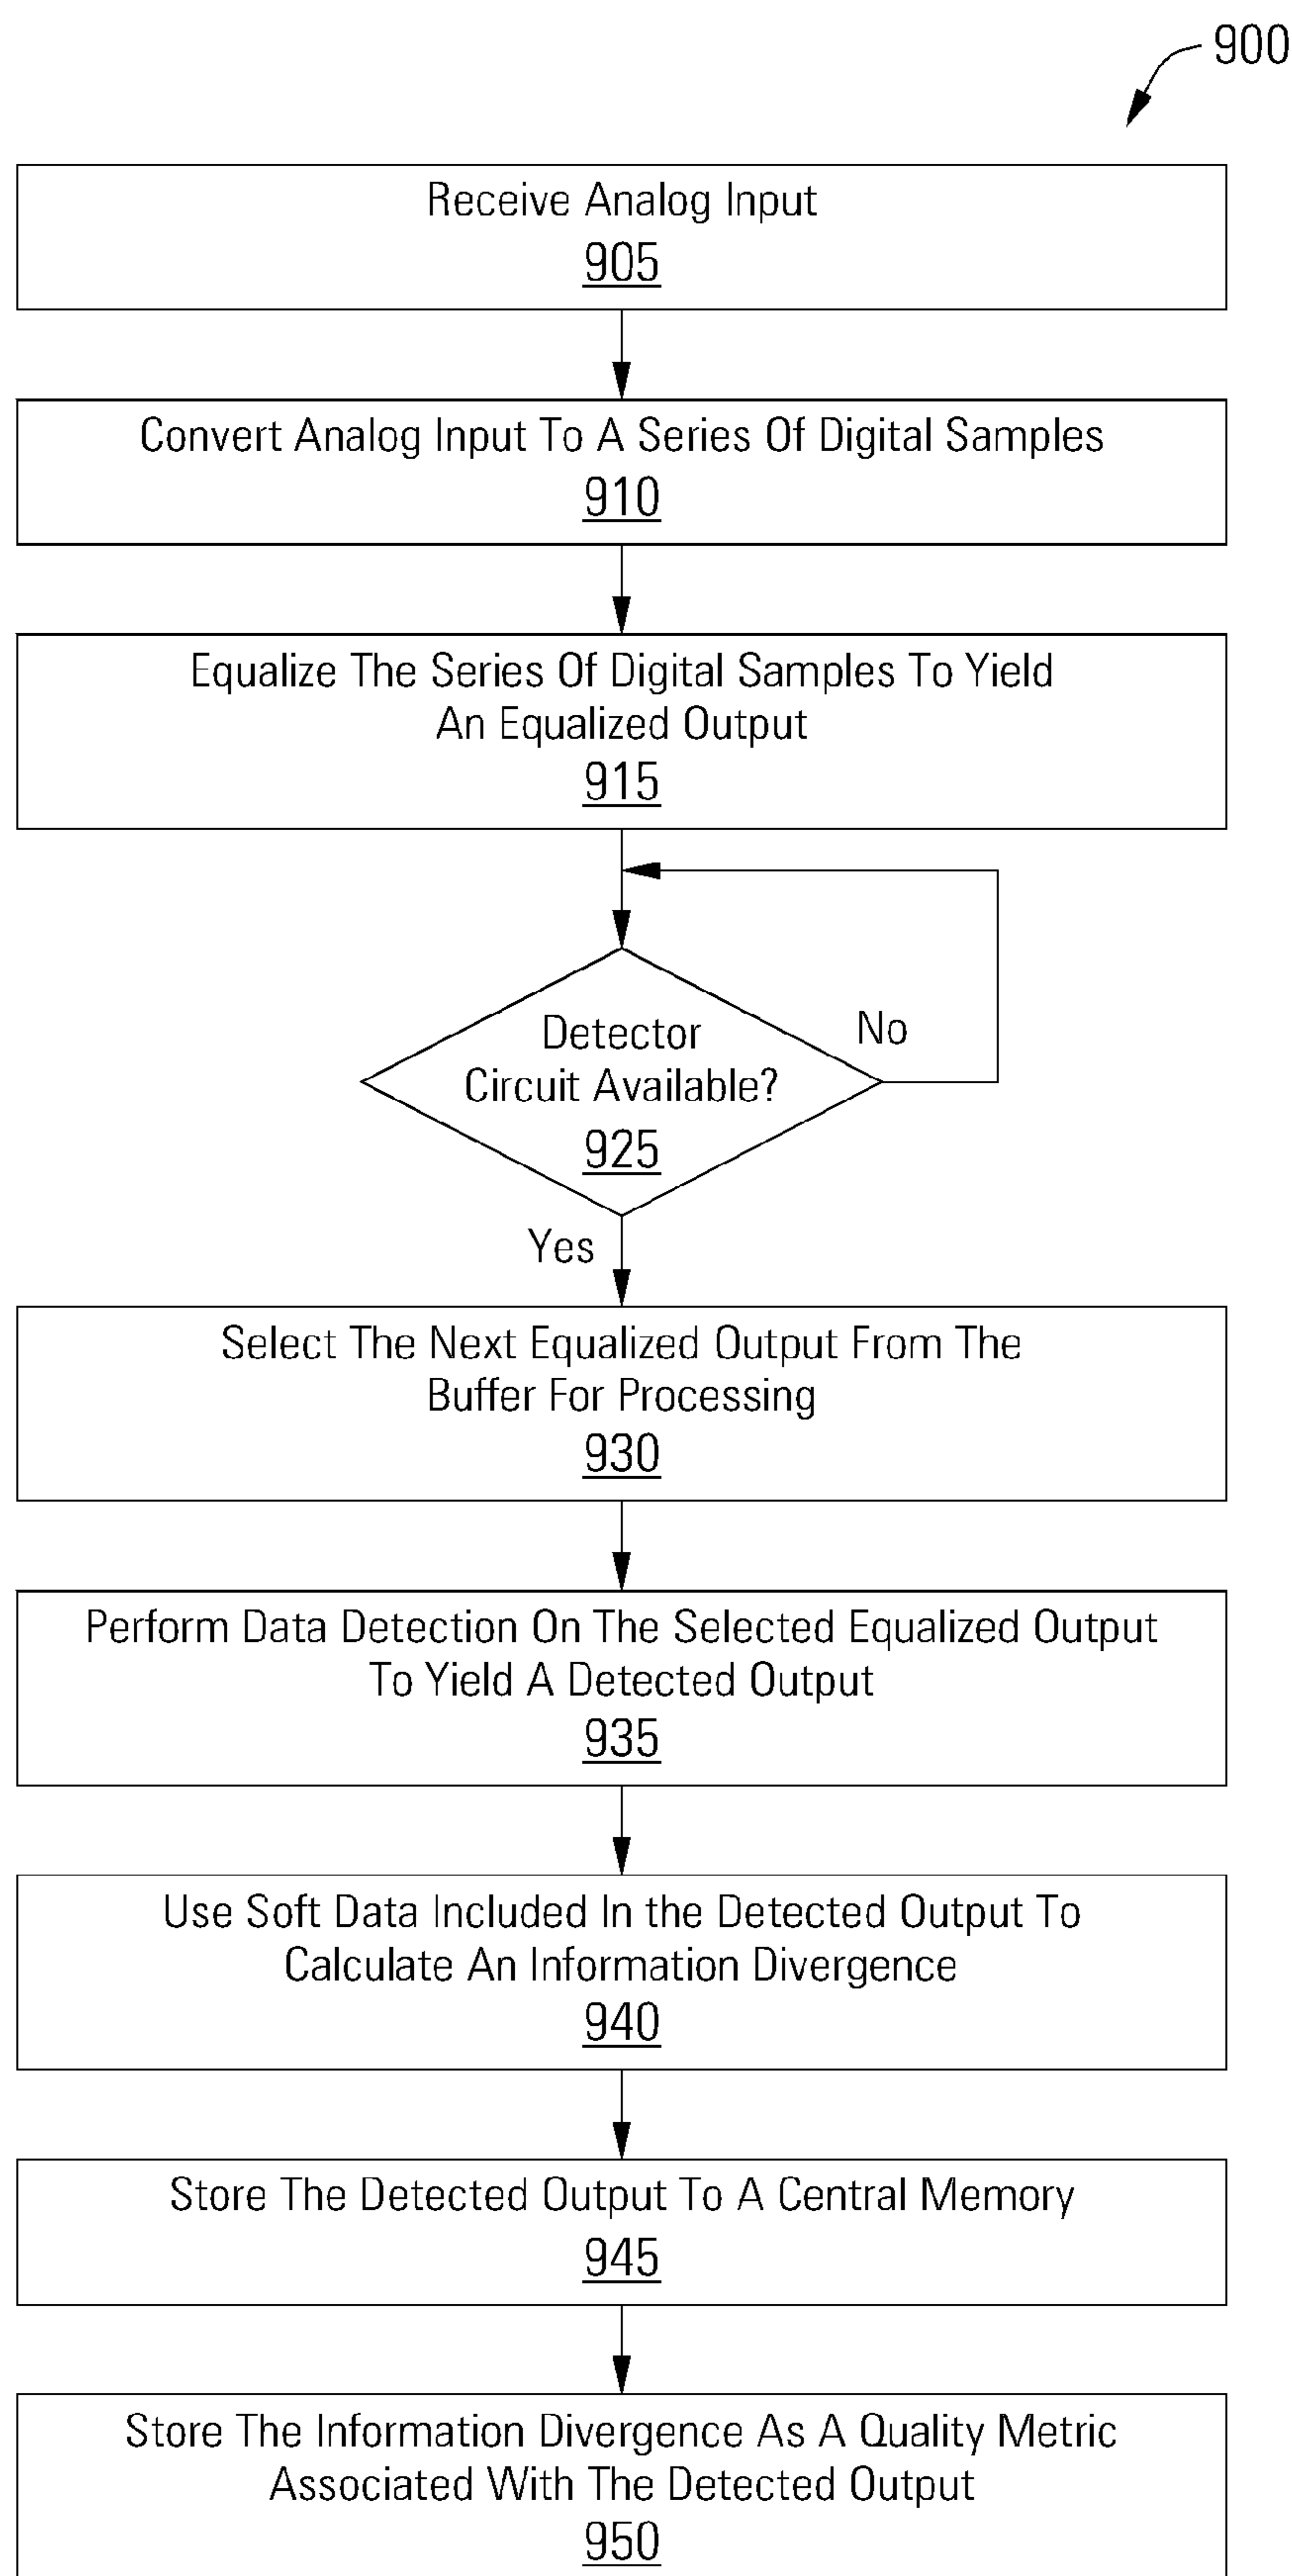 900
Receive Analog Input
905
Convert Analog Input To A Series Of Digital Samples
910
Equalize The Series Of Digital Samples To Yield
An Equalized Output
915
Detector
Circuit Available?
925
No
Yes
Select The Next Equalized Output From The
Buffer For Processing
930
Perform Data Detection On The Selected Equalized Output
To Yield A Detected Output
935
Use Soft Data Included In the Detected Output To
Calculate An Information Divergence
940
Store The Detected Output To A Central Memory
945
Store The Information Divergence As A Quality Metric
Associated With The Detected Output
950